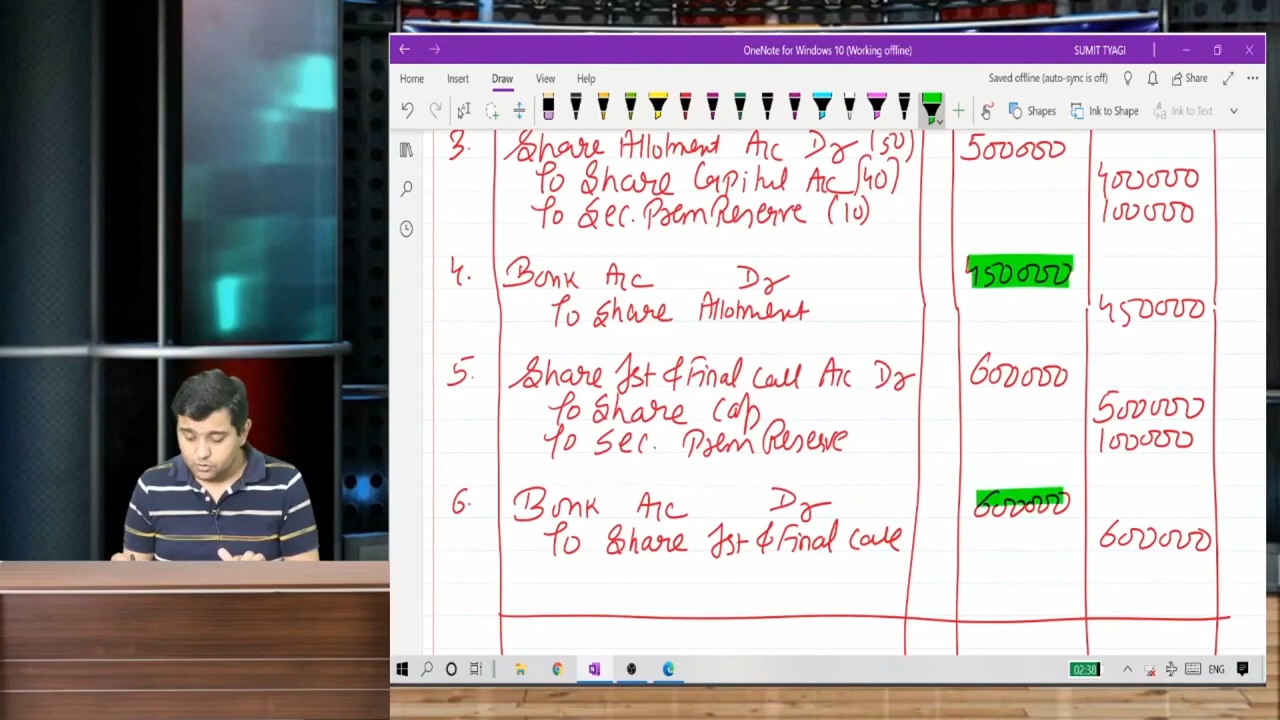 OneNote for Windows 10 (Working offline)
SUMIT TYAGI
Home Insert Draw View Help
Saved offline (auto-sync is off)
Share
Shapes Ink to Shape Ink to Text
3. Share Allotment A/c Dr (50) 500000
To Share Capital A/c (40) 400000
To Sec. Prem Reserve (10) 100000
4. Bank A/c Dr 450000
To Share Allotment 450000
5. Share 1st & Final Call A/c Dr 600000
To Share Cap 500000
To Sec. Prem Reserve 100000
6. Bank A/c Dr 600000
To Share 1st & Final Call 600000
02:38
ENG